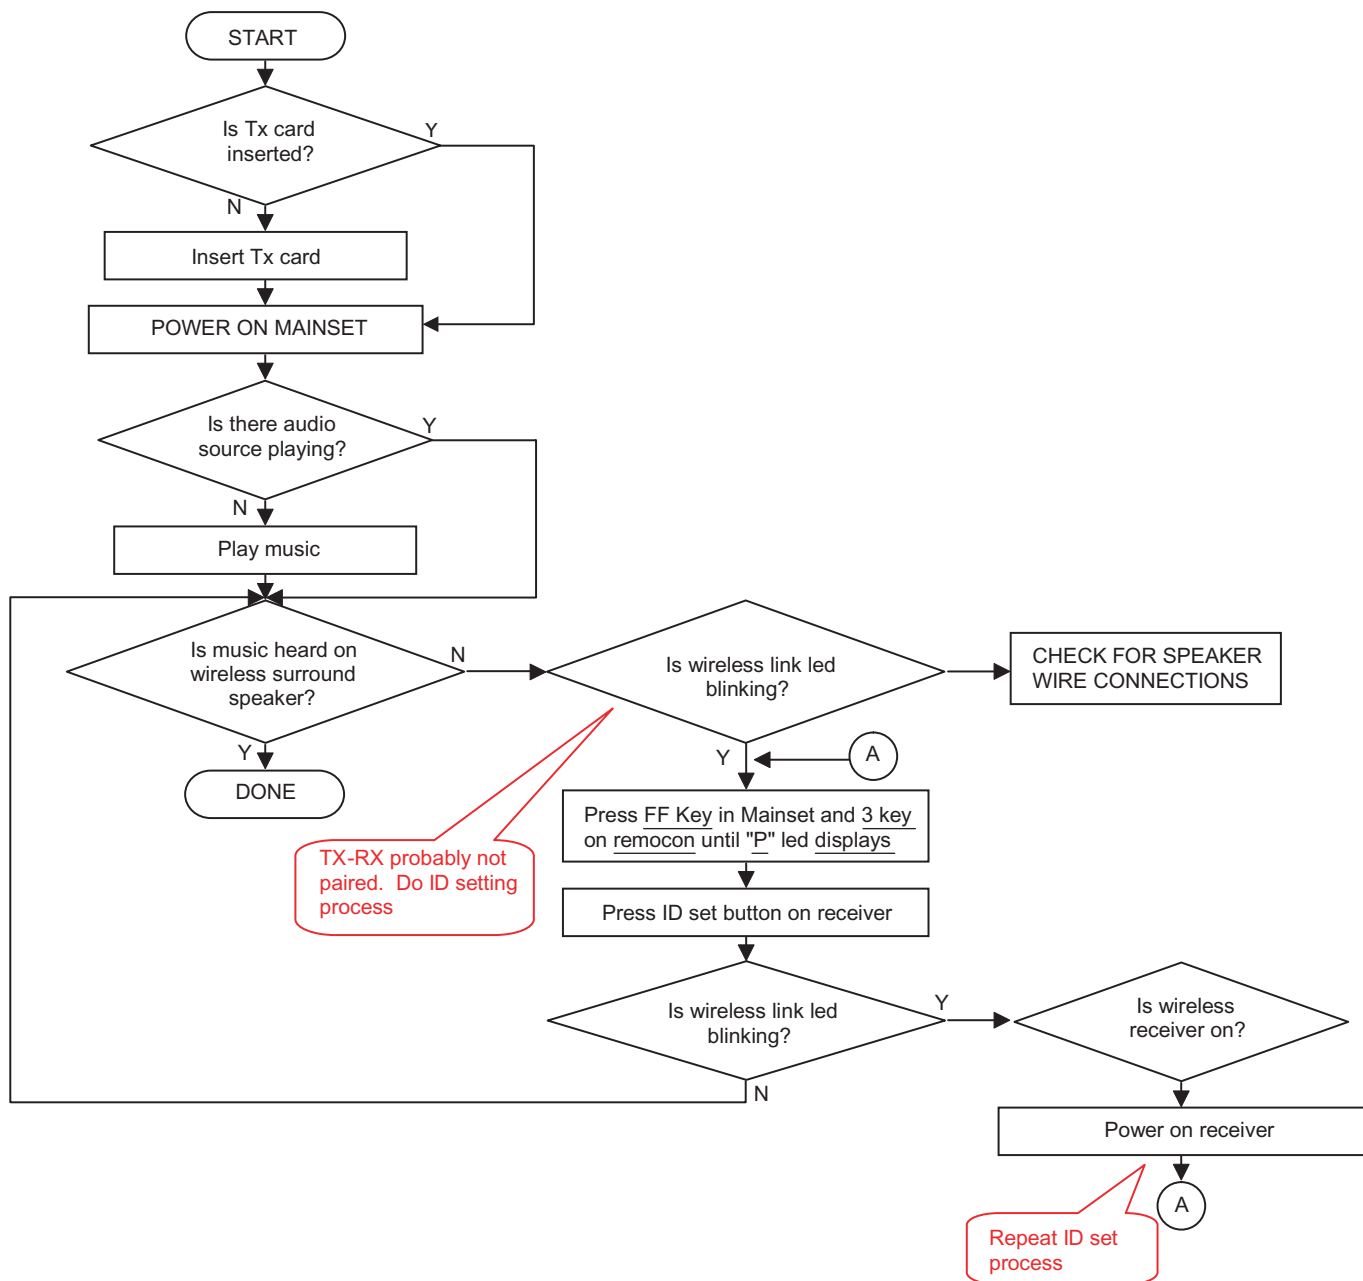 START
Is Tx card
inserted?
Y
N
Insert Tx card
POWER ON MAINSET
Is there audio
source playing?
Y
N
Play music
Is music heard on
wireless surround
speaker?
N
Y
DONE
Is wireless link led
blinking?
CHECK FOR SPEAKER
WIRE CONNECTIONS
Y
A
TX-RX probably not
paired. Do ID setting
process
Press FF Key in Mainset and 3 key
on remocon until "P" led displays
Press ID set button on receiver
Is wireless link led
blinking?
Y
N
Is wireless
receiver on?
Power on receiver
A
Repeat ID set
process